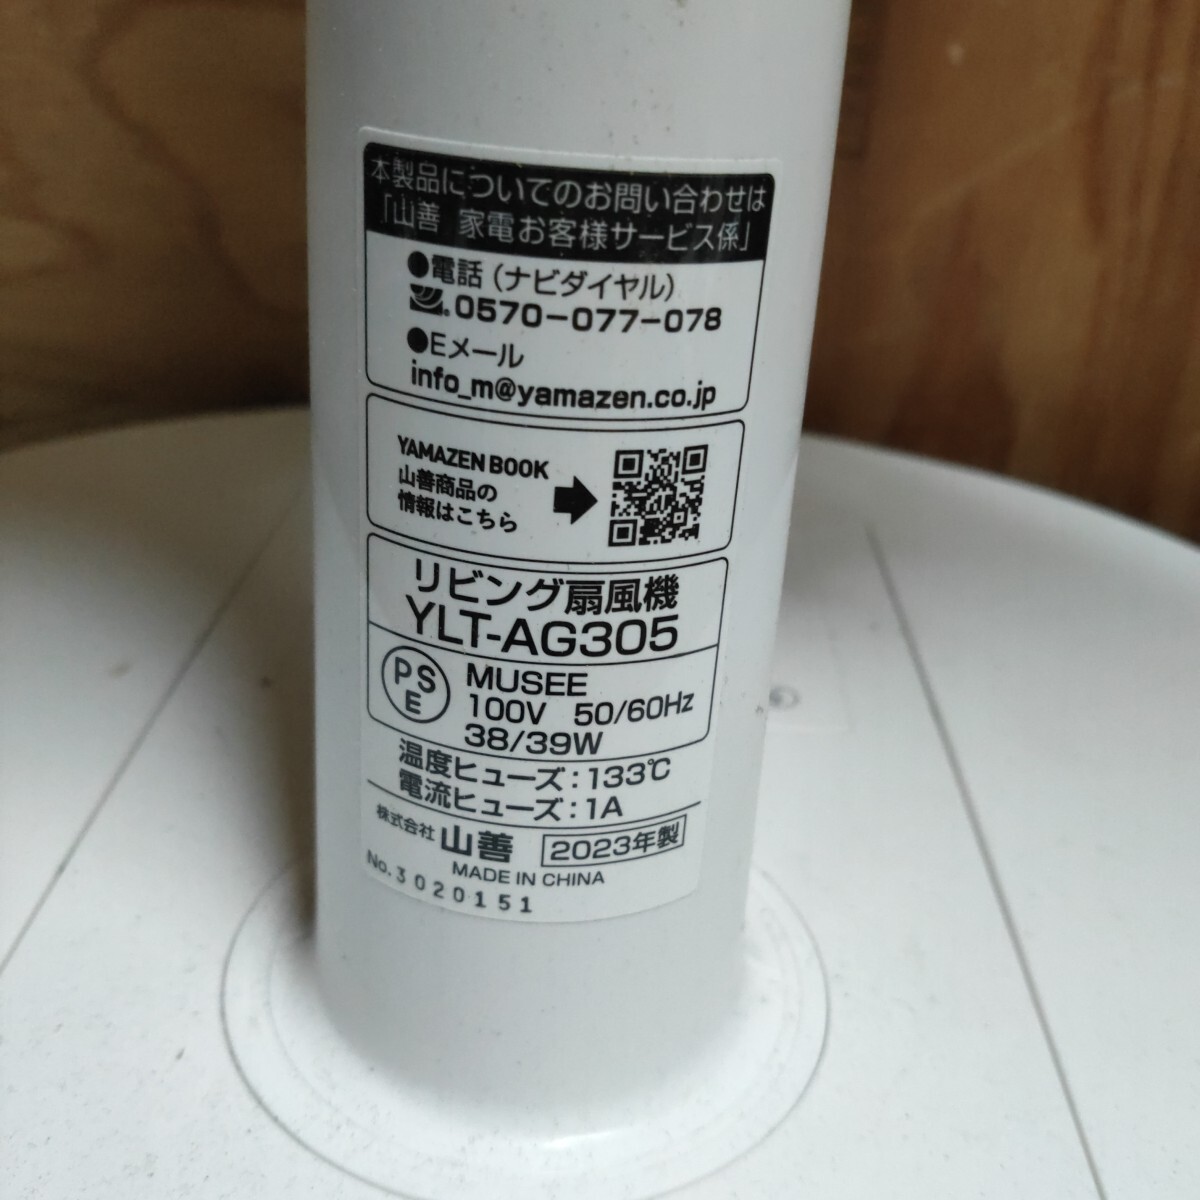 本製品についてのお問い合わせは
「山善 家電お客様サービス係」
●電話(ナビダイヤル)
0570-077-078
●Eメール
info_m@yamazen.co.jp
YAMAZEN BOOK
山善商品の
情報はこちら
リビング扇風機
YLT-AG305
PSE
MUSEE
100V 50/60Hz
38/39W
温度ヒューズ:133℃
電流ヒューズ:1A
株式会社 山善 2023年製
MADE IN CHINA
No.3020151